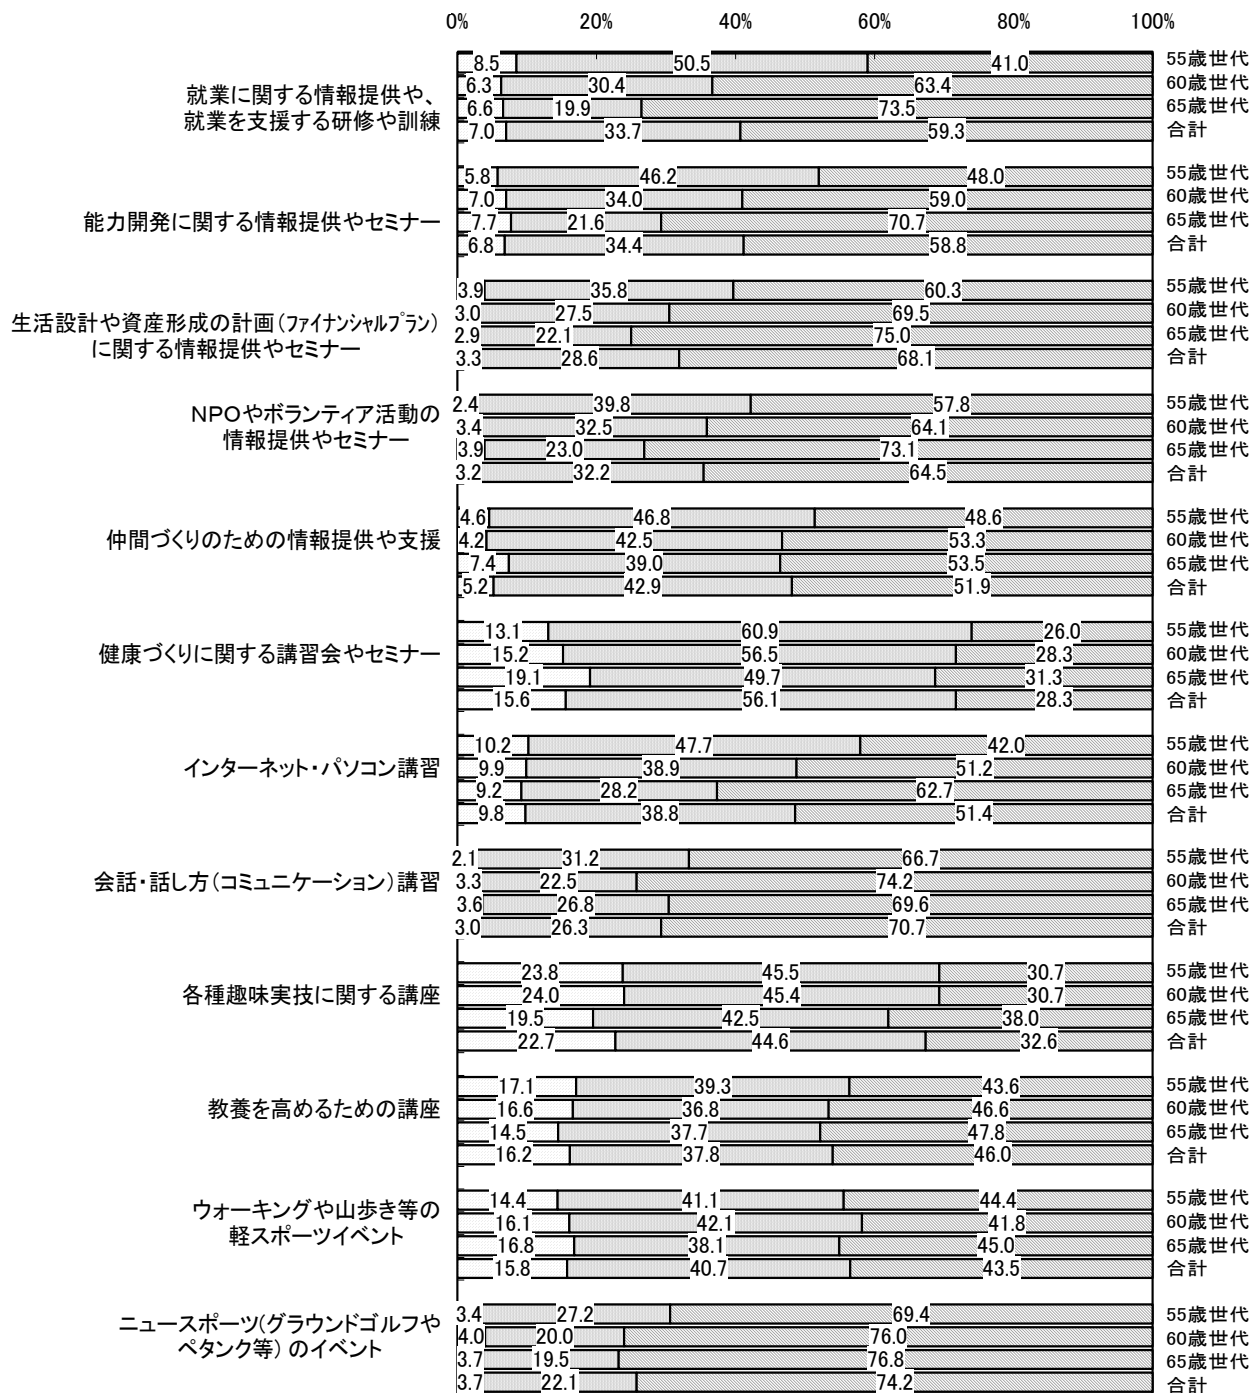 0% 20% 40% 60% 80% 100%
8.5 50.5 41.0 55歳世代
6.3 30.4 63.4 60歳世代
就業に関する情報提供や、
就業を支援する研修や訓練
6.6 19.9 73.5 65歳世代
7.0 33.7 59.3 合計
5.8 46.2 48.0 55歳世代
7.0 34.0 59.0 60歳世代
能力開発に関する情報提供やセミナー
7.7 21.6 70.7 65歳世代
6.8 34.4 58.8 合計
3.9 35.8 60.3 55歳世代
3.0 27.5 69.5 60歳世代
生活設計や資産形成の計画(ファイナンシャルプラン)
に関する情報提供やセミナー
2.9 22.1 75.0 65歳世代
3.3 28.6 68.1 合計
2.4 39.8 57.8 55歳世代
NPOやボランティア活動の
情報提供やセミナー
3.4 32.5 64.1 60歳世代
3.9 23.0 73.1 65歳世代
3.2 32.2 64.5 合計
4.6 46.8 48.6 55歳世代
仲間づくりのための情報提供や支援
4.2 42.5 53.3 60歳世代
7.4 39.0 53.5 65歳世代
5.2 42.9 51.9 合計
13.1 60.9 26.0 55歳世代
健康づくりに関する講習会やセミナー
15.2 56.5 28.3 60歳世代
19.1 49.7 31.3 65歳世代
15.6 56.1 28.3 合計
10.2 47.7 42.0 55歳世代
インターネット・パソコン講習
9.9 38.9 51.2 60歳世代
9.2 28.2 62.7 65歳世代
9.8 38.8 51.4 合計
2.1 31.2 66.7 55歳世代
会話・話し方(コミュニケーション)講習
3.3 22.5 74.2 60歳世代
3.6 26.8 69.6 65歳世代
3.0 26.3 70.7 合計
23.8 45.5 30.7 55歳世代
各種趣味実技に関する講座
24.0 45.4 30.7 60歳世代
19.5 42.5 38.0 65歳世代
22.7 44.6 32.6 合計
17.1 39.3 43.6 55歳世代
教養を高めるための講座
16.6 36.8 46.6 60歳世代
14.5 37.7 47.8 65歳世代
16.2 37.8 46.0 合計
14.4 41.1 44.4 55歳世代
ウォーキングや山歩き等の
軽スポーツイベント
16.1 42.1 41.8 60歳世代
16.8 38.1 45.0 65歳世代
15.8 40.7 43.5 合計
3.4 27.2 69.4 55歳世代
ニュースポーツ(グラウンドゴルフや
ペタンク等) のイベント
4.0 20.0 76.0 60歳世代
3.7 19.5 76.8 65歳世代
3.7 22.1 74.2 合計